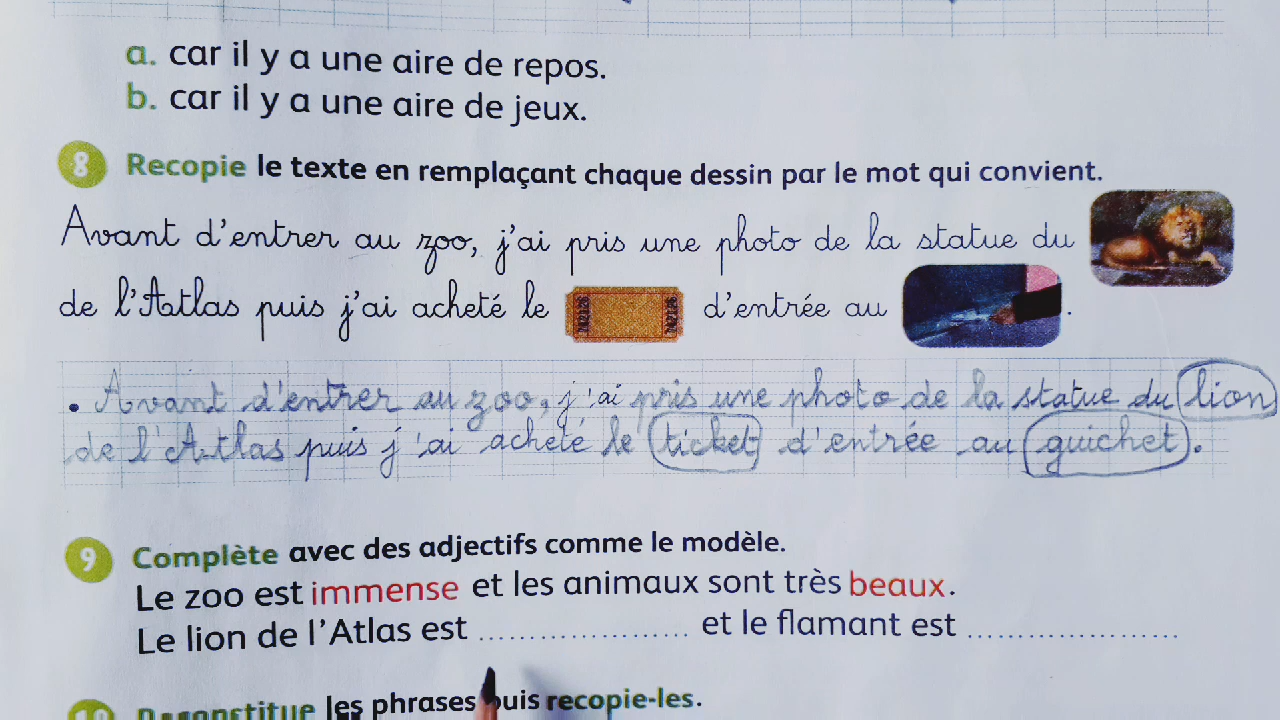 a. car il y a une aire de repos.
b. car il y a une aire de jeux.
8 Recopie le texte en remplaçant chaque dessin par le mot qui convient.
Avant d'entrer au zoo, j'ai pris une photo de la statue du
de l'Atlas puis j'ai acheté le d'entrée au .
• Avant d'entrer au zoo, j'ai pris une photo de la statue du lion
de l'Atlas puis j'ai acheté le ticket d'entrée au guichet.
9 Complète avec des adjectifs comme le modèle.
Le zoo est immense et les animaux sont très beaux.
Le lion de l'Atlas est .................... et le flamant est ....................
10 Reconstitue les phrases puis recopie-les.